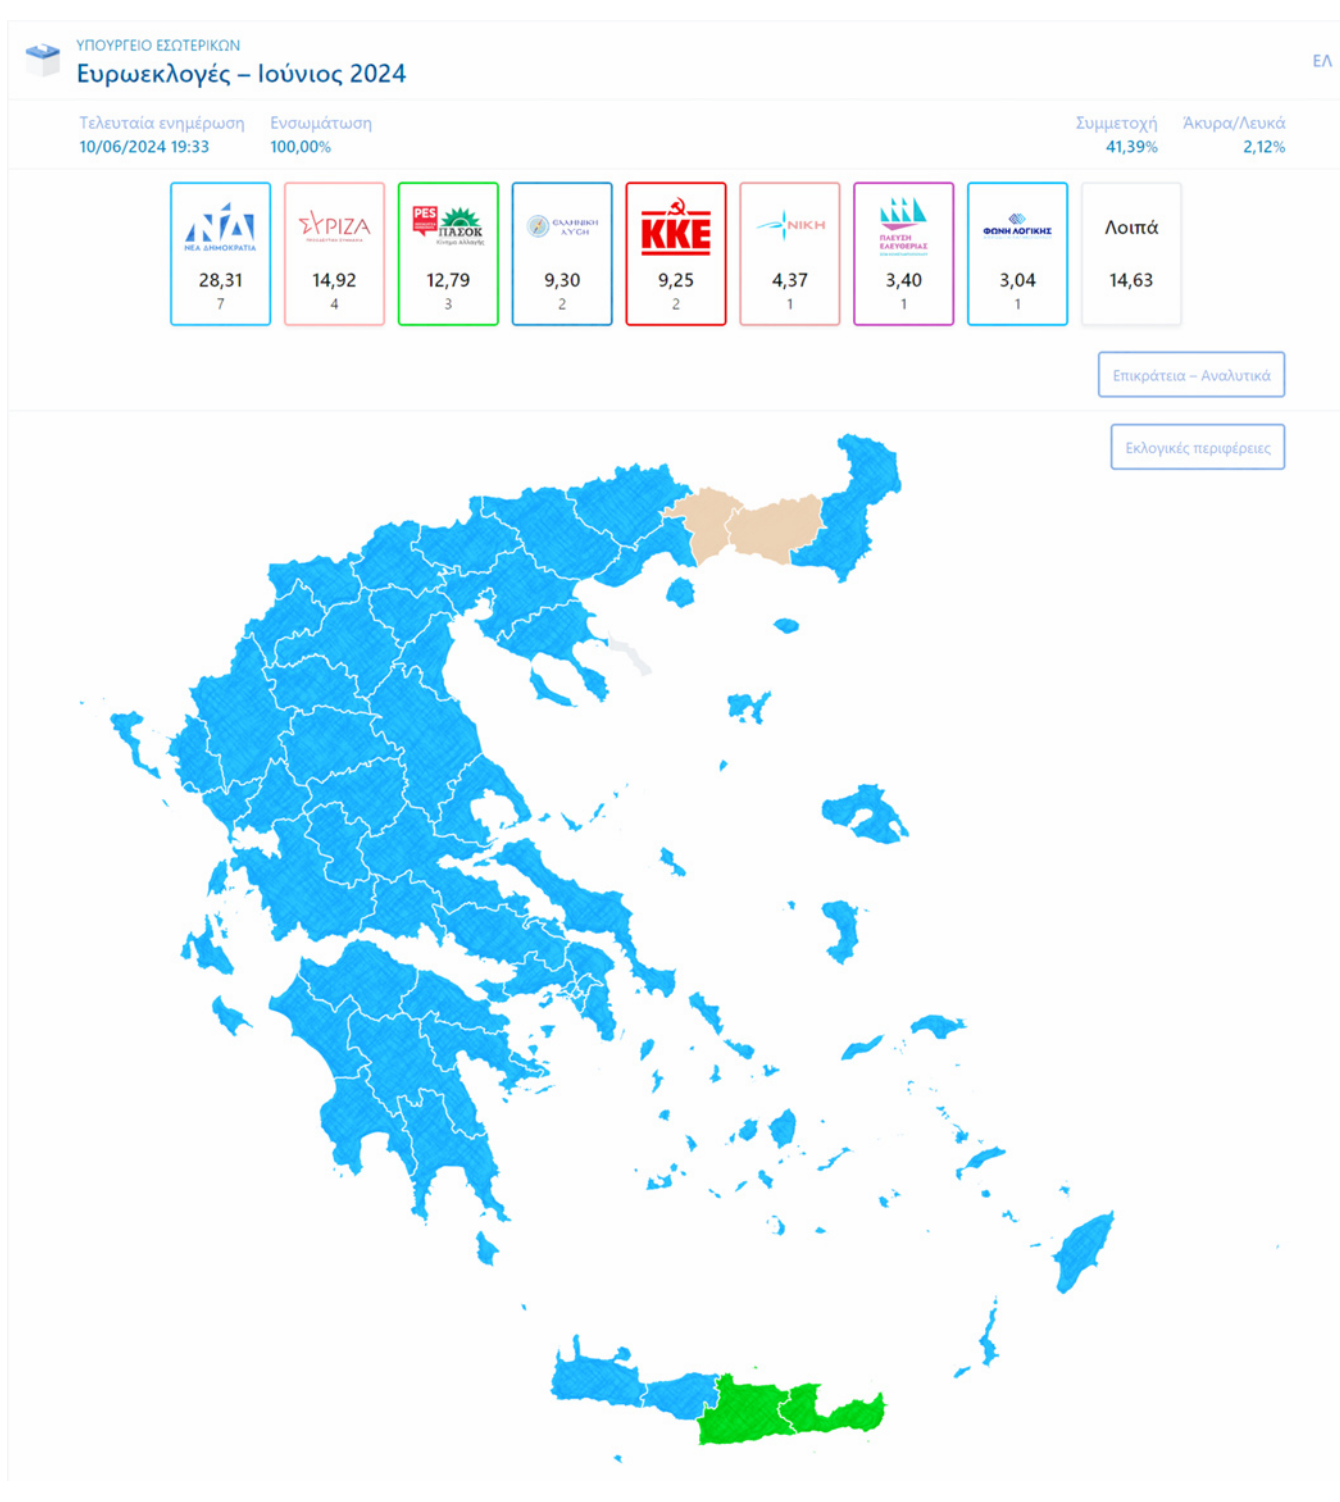 ΥΠΟΥΡΓΕΙΟ ΕΣΩΤΕΡΙΚΩΝ
Ευρωεκλογές – Ιούνιος 2024
ΕΛ
Τελευταία ενημέρωση Ενσωμάτωση Συμμετοχή Άκυρα/Λευκά
10/06/2024 19:33 100,00% 41,39% 2,12%
ΝΔ
ΝΕΑ ΔΗΜΟΚΡΑΤΙΑ
28,31
7
ΣΥΡΙΖΑ
14,92
4
PES
ΠΑΣΟΚ
Κίνημα Αλλαγής
12,79
3
ΕΛΛΗΝΙΚΗ
ΛΥΣΗ
9,30
2
ΚΚΕ
9,25
2
ΝΙΚΗ
4,37
1
ΠΛΕΥΣΗ
ΕΛΕΥΘΕΡΙΑΣ
3,40
1
ΦΩΝΗ ΛΟΓΙΚΗΣ
3,04
1
Λοιπά
14,63
Επικράτεια – Αναλυτικά
Εκλογικές περιφέρειες